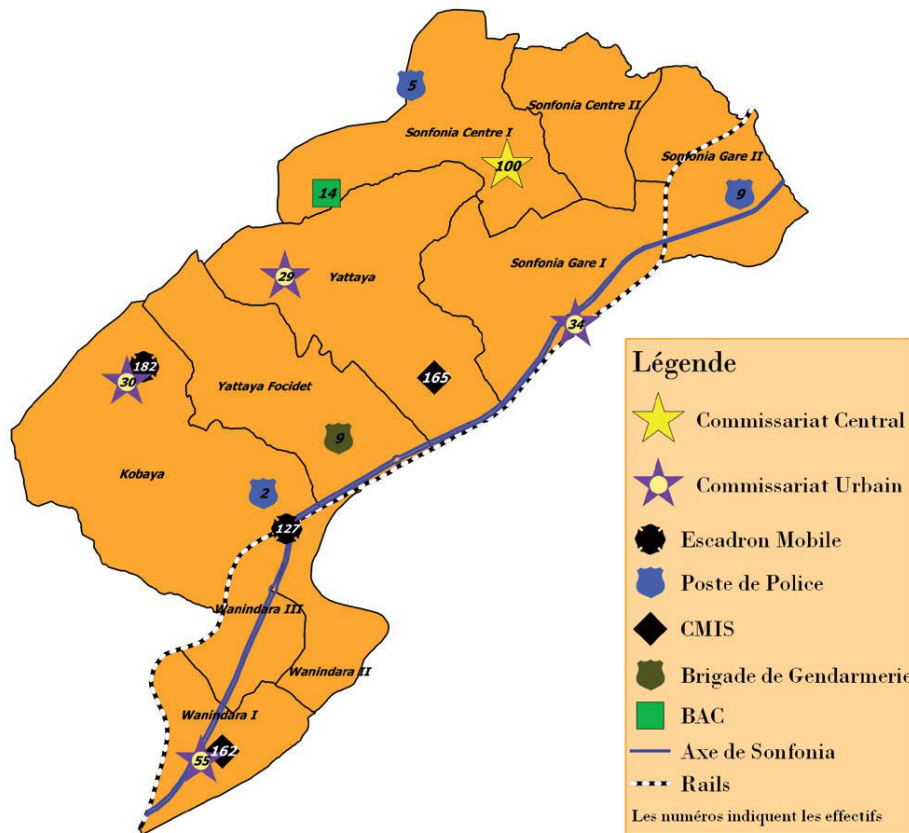 5
Sonfonia Centre II
Sonfonia Centre I
Sonfonia Gare II
100
14
9
Sonfonia Gare I
29
Yattaya
34
182
30
165
Yattaya Focidet
9
Kobaya
2
127
Wanindara III
Wanindara II
Wanindara I
162
55
Légende
Commissariat Central
Commissariat Urbain
Escadron Mobile
Poste de Police
CMIS
Brigade de Gendarmerie
BAC
Axe de Sonfonia
Rails
Les numéros indiquent les effectifs